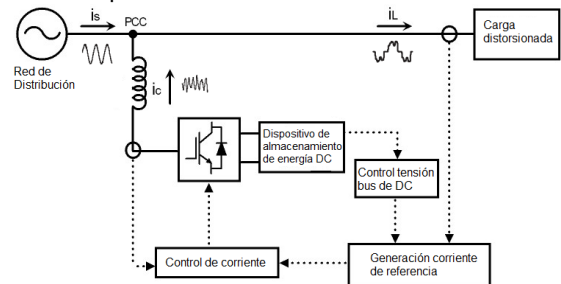 is
PCC
iL
Carga
distorsionada
Red de
Distribución
ic
Dispositivo de
almacenamiento
de energía DC
Control tensión
bus de DC
Control de corriente
Generación corriente
de referencia